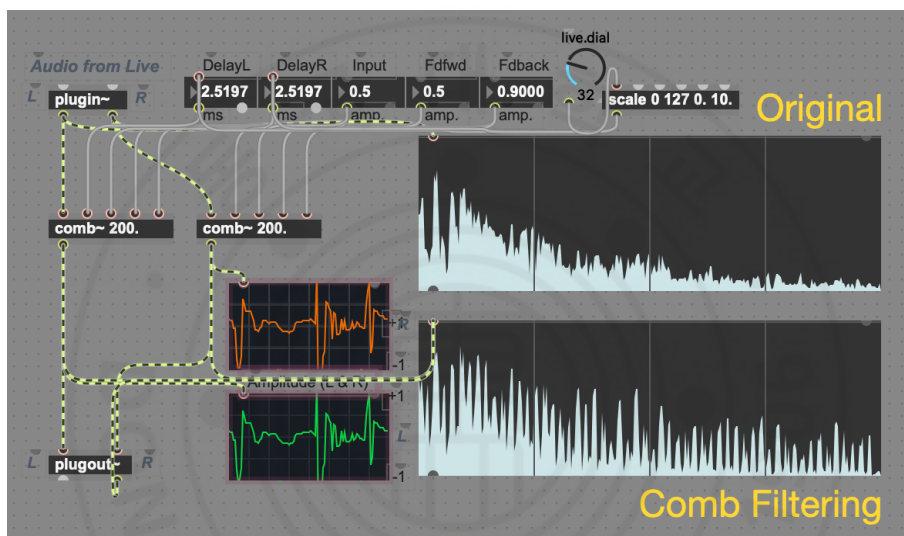 live.dial
Audio from Live
DelayL DelayR Input Fdfwd Fdback
L plugin~ R
2.5197 2.5197 0.5 0.5 0.9000
32
scale 0 127 0. 10.
ms ms amp. amp. amp.
Original
comb~ 200. comb~ 200.
+1
R
-1
Amplitude (L & R)
+1
L
-1
L plugout~ R
Comb Filtering